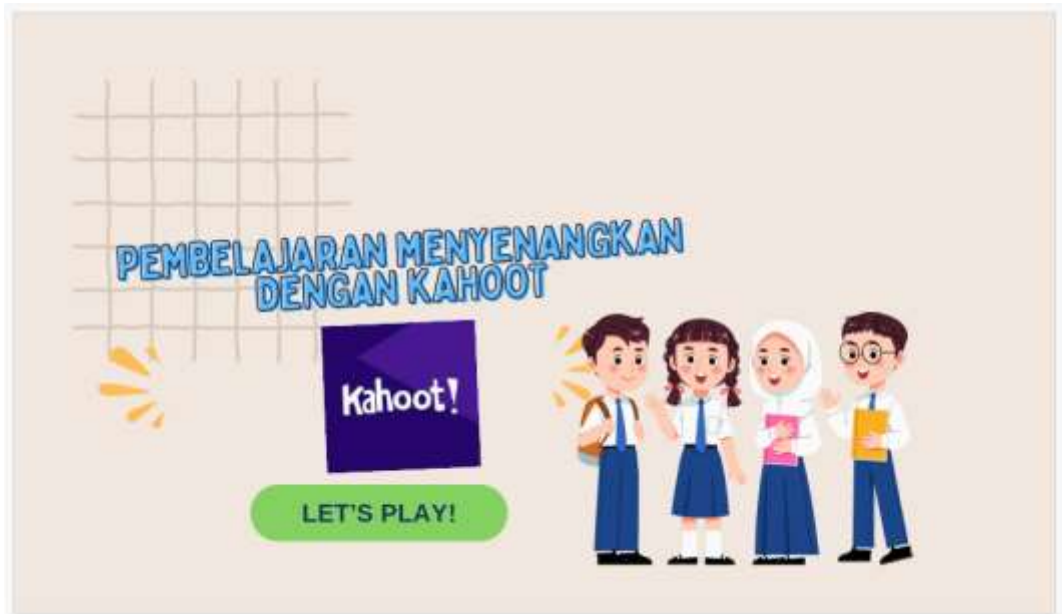 PEMBELAJARAN MENYENANGKAN
DENGAN KAHOOT
Kahoot!
LET'S PLAY!